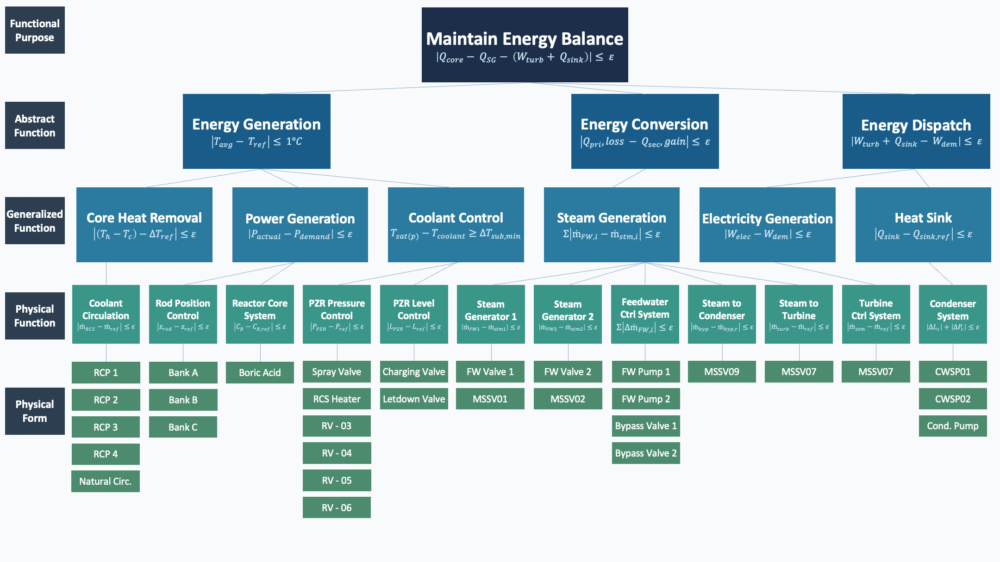 Functional
Purpose
Maintain Energy Balance
|Q_core − Q_SG − (W_turb + Q_sink)| ≤ ε
Abstract
Function
Energy Generation
|T_avg − T_ref| ≤ 1°C
Energy Conversion
|Q_pri, loss − Q_sec, gain| ≤ ε
Energy Dispatch
|W_turb + Q_sink − W_dem| ≤ ε
Generalized
Function
Core Heat Removal
|(T_h − T_c) − ΔT_ref| ≤ ε
Power Generation
|P_actual − P_demand| ≤ ε
Coolant Control
T_sat(p) − T_coolant ≥ ΔT_sub,min
Steam Generation
Σ|ṁ_FW,i − ṁ_stm,i| ≤ ε
Electricity Generation
|W_elec − W_dem| ≤ ε
Heat Sink
|Q_sink − Q_sink,ref| ≤ ε
Physical
Function
Coolant
Circulation
|ṁ_RCS − ṁ_ref| ≤ ε
Rod Position
Control
|z_rod − z_ref| ≤ ε
Reactor Core
System
|C_B − C_B,ref| ≤ ε
PZR Pressure
Control
|P_PZR − P_ref| ≤ ε
PZR Level
Control
|L_PZR − L_ref| ≤ ε
Steam
Generator 1
|ṁ_FW1 − ṁ_stm1| ≤ ε
Steam
Generator 2
|ṁ_FW2 − ṁ_stm2| ≤ ε
Feedwater
Ctrl System
Σ|Δṁ_FW,i| ≤ ε
Steam to
Condenser
|ṁ_byp − ṁ_byp,r| ≤ ε
Steam to
Turbine
|ṁ_turb − ṁ_ref| ≤ ε
Turbine
Ctrl System
|ṁ_stm − ṁ_ref| ≤ ε
Condenser
System
|ΔL_c| + |ΔP_c| ≤ ε
Physical
Form
RCP 1
RCP 2
RCP 3
RCP 4
Natural Circ.
Bank A
Bank B
Bank C
Boric Acid
Spray Valve
RCS Heater
RV - 03
RV - 04
RV - 05
RV - 06
Charging Valve
Letdown Valve
FW Valve 1
MSSV01
FW Valve 2
MSSV02
FW Pump 1
FW Pump 2
Bypass Valve 1
Bypass Valve 2
MSSV09
MSSV07
MSSV07
CWSP01
CWSP02
Cond. Pump